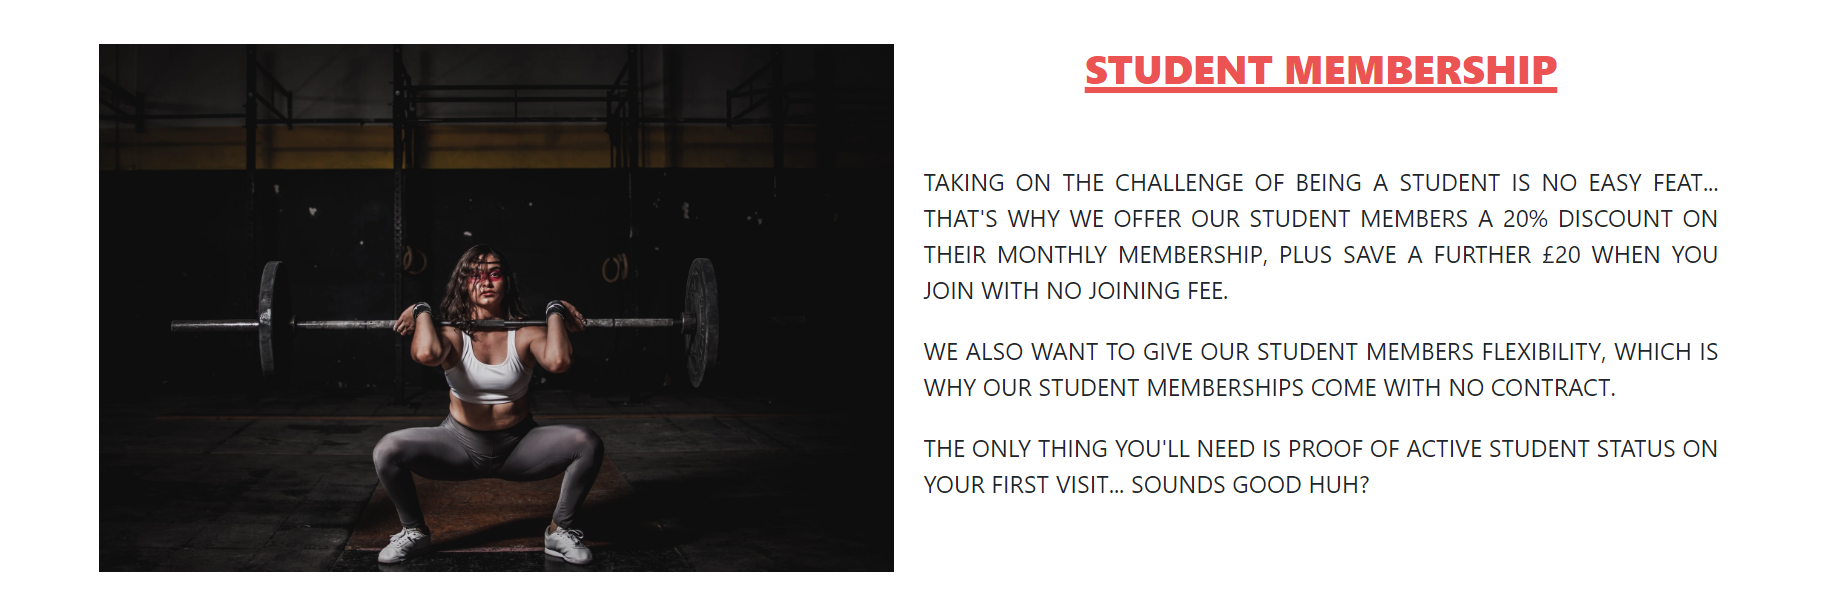 STUDENT MEMBERSHIP
TAKING ON THE CHALLENGE OF BEING A STUDENT IS NO EASY FEAT...
THAT'S WHY WE OFFER OUR STUDENT MEMBERS A 20% DISCOUNT ON
THEIR MONTHLY MEMBERSHIP, PLUS SAVE A FURTHER £20 WHEN YOU
JOIN WITH NO JOINING FEE.
WE ALSO WANT TO GIVE OUR STUDENT MEMBERS FLEXIBILITY, WHICH IS
WHY OUR STUDENT MEMBERSHIPS COME WITH NO CONTRACT.
THE ONLY THING YOU'LL NEED IS PROOF OF ACTIVE STUDENT STATUS ON
YOUR FIRST VISIT... SOUNDS GOOD HUH?